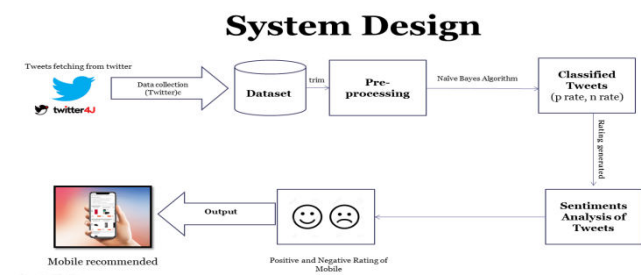 System Design
Tweets fetching from twitter
twitter4J
Data collection
(Twitter)c
Dataset
trim
Pre-
processing
Naïve Bayes Algorithm
Classified
Tweets
(p rate, n rate)
Rating generated
Sentiments
Analysis of
Tweets
Positive and Negative Rating of
Mobile
Output
Mobile recommended